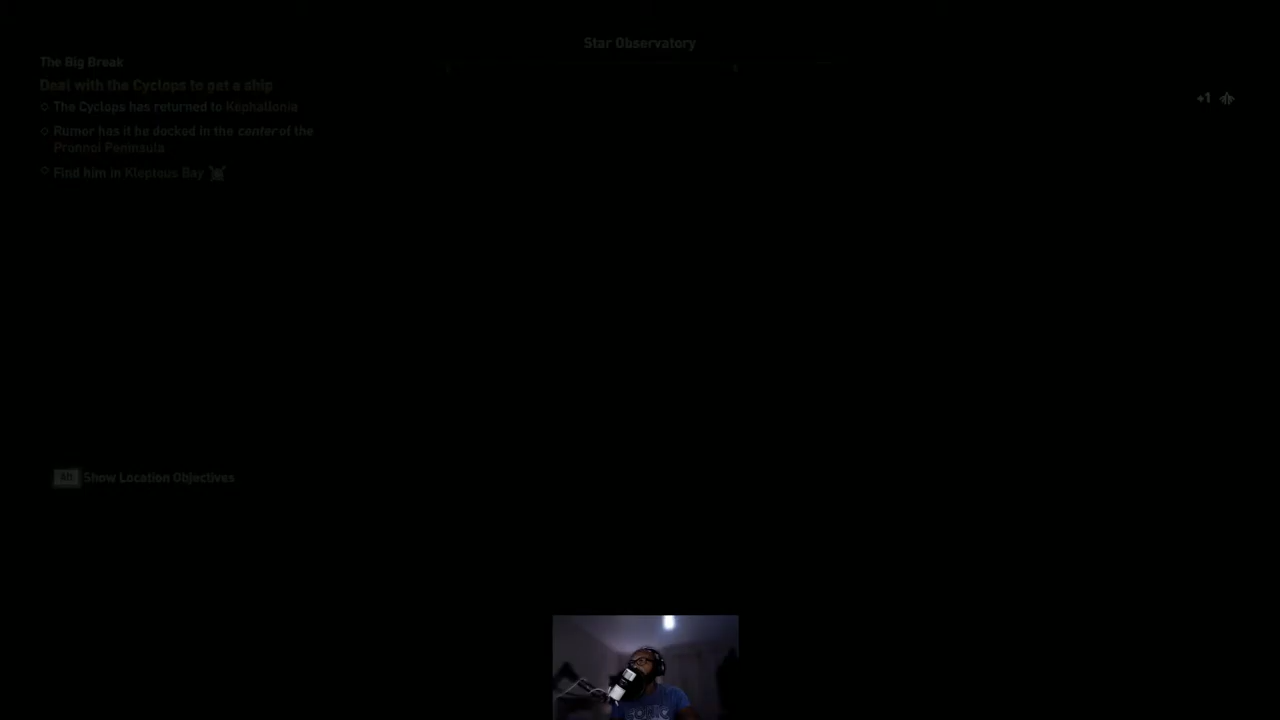 Star Observatory
The Big Break
Deal with the Cyclops to get a ship
The Cyclops has returned to Kephallonia
Rumor has it he docked in the center of the
Pronnoi Peninsula
Find him in Kleptous Bay
+1
Alt Show Location Objectives